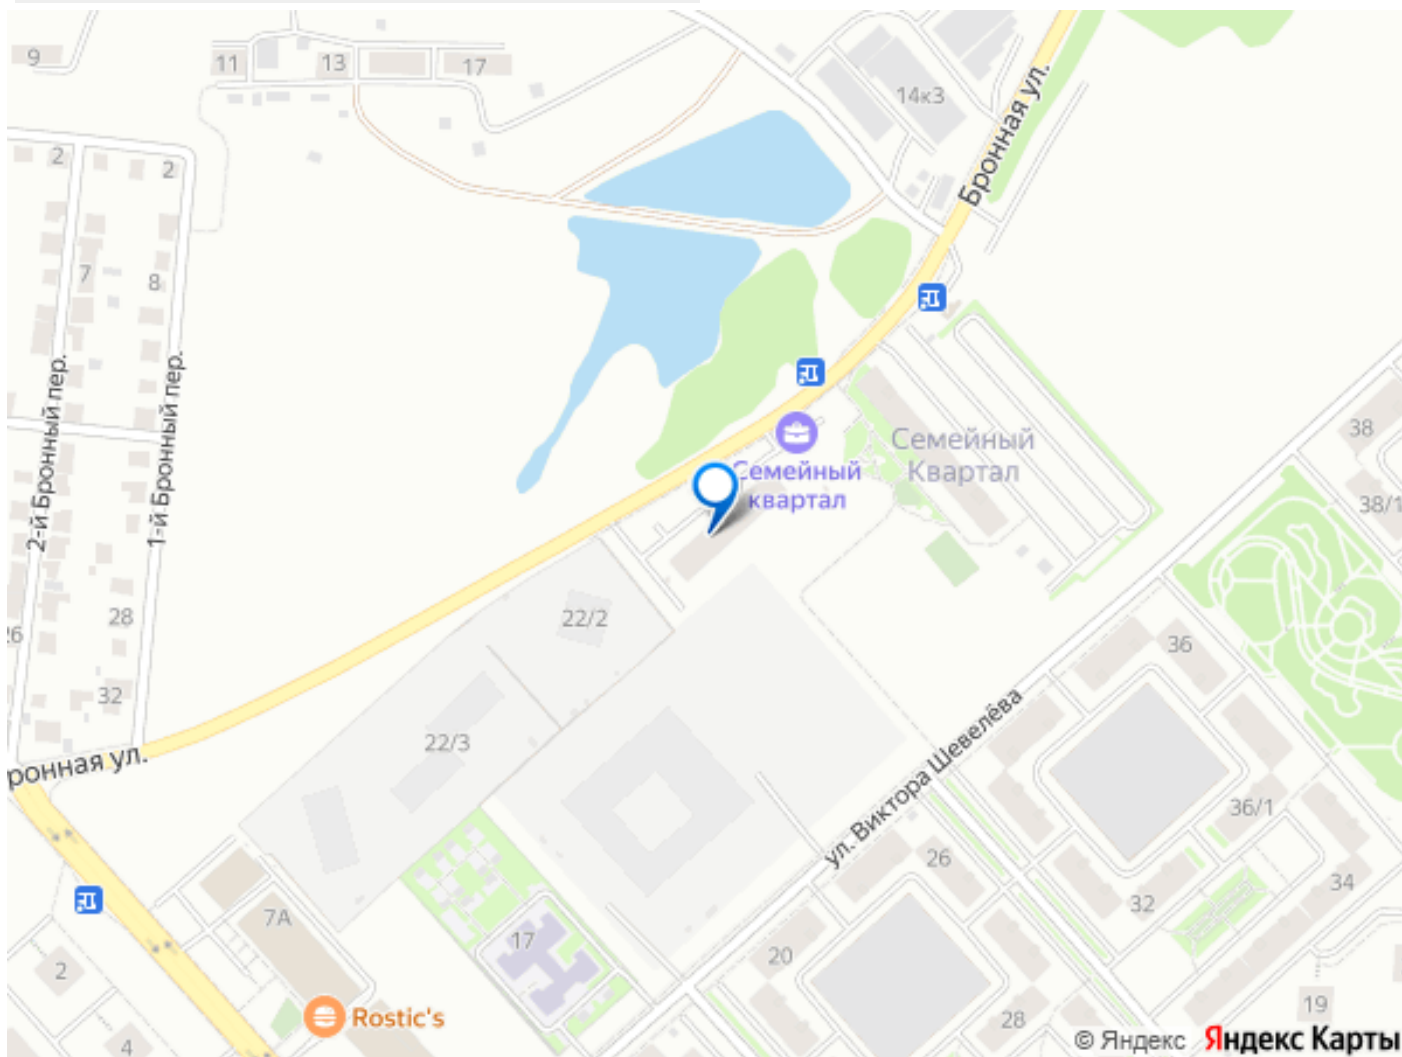 9
11
13
17
14к3
Бронная ул.
2
2
7
8
2-й Бронный пер.
1-й Бронный пер.
Семейный
квартал
Семейный
Квартал
38
38/1
28
26
32
22/2
22/3
36
ронная ул.
ул. Виктора Шевелёва
36/1
26
34
32
7А
17
20
2
Rostic's
4
28
19
© Яндекс
Яндекс Карты